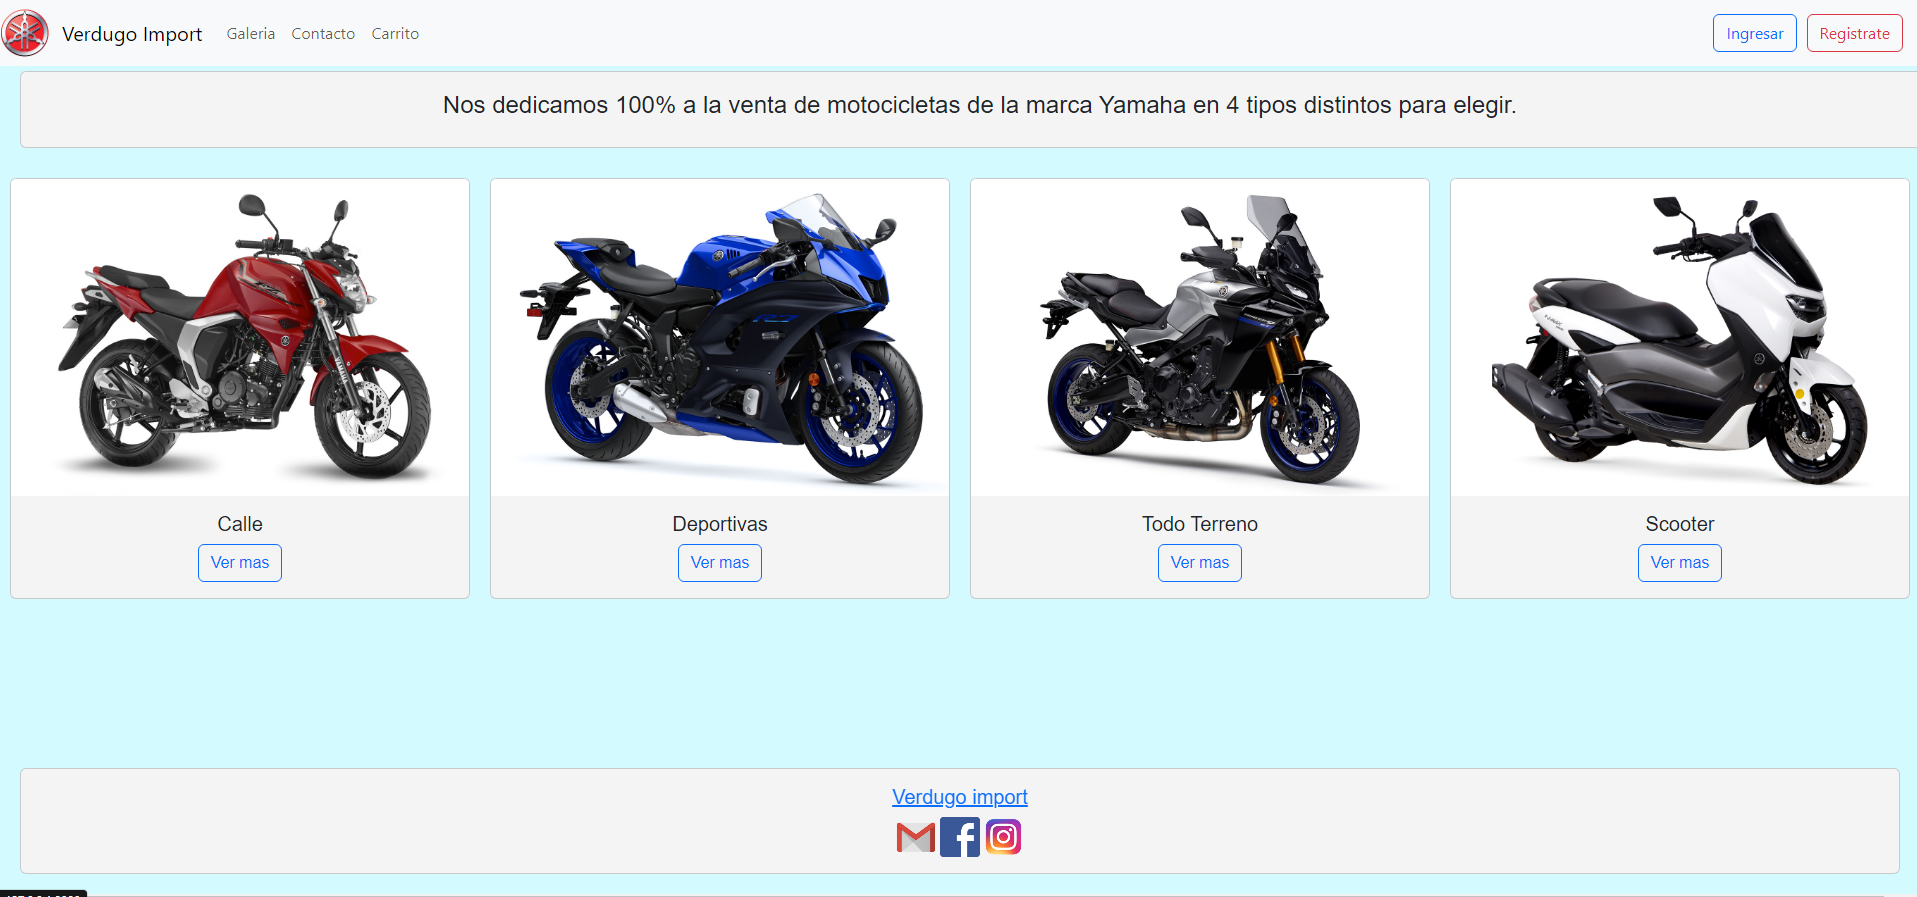 Verdugo Import Galeria Contacto Carrito Ingresar Registrate
Nos dedicamos 100% a la venta de motocicletas de la marca Yamaha en 4 tipos distintos para elegir.
Calle Deportivas Todo Terreno Scooter
Ver mas Ver mas Ver mas Ver mas
Verdugo import